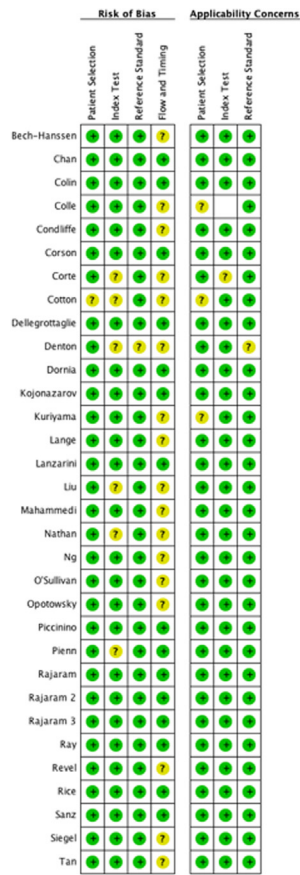 Risk of Bias Applicability Concerns
Patient Selection Index Test Reference Standard Flow and Timing Patient Selection Index Test Reference Standard
Bech-Hanssen + + + ? + + +
Chan + + + + + + +
Colin + + + + + + +
Colle + + + ? ? +
Condliffe + + + ? + + +
Corson + + + + + + +
Corte + ? + ? + ? +
Cotton ? ? + ? ? + +
Dellegrottaglie + + + + + + +
Denton + ? ? ? + + ?
Dornia + + + + + + +
Kojonazarov + + + + + + +
Kuriyama + + + ? ? + +
Lange + + + ? + + +
Lanzarini + + + + + + +
Liu + ? + ? + + +
Mahammedi + + + ? + + +
Nathan + ? + ? + + +
Ng + + + ? + + +
O'Sullivan + + + ? + + +
Opotowsky + + + ? + + +
Piccinino + + + + + + +
Pienn + ? + + + + +
Rajaram + + + + + + +
Rajaram 2 + + + + + + +
Rajaram 3 + + + + + + +
Ray + + + + + + +
Revel + + + ? + + +
Rice + + + + + + +
Sanz + + + + + + +
Siegel + + + ? + + +
Tan + + + ? + + +